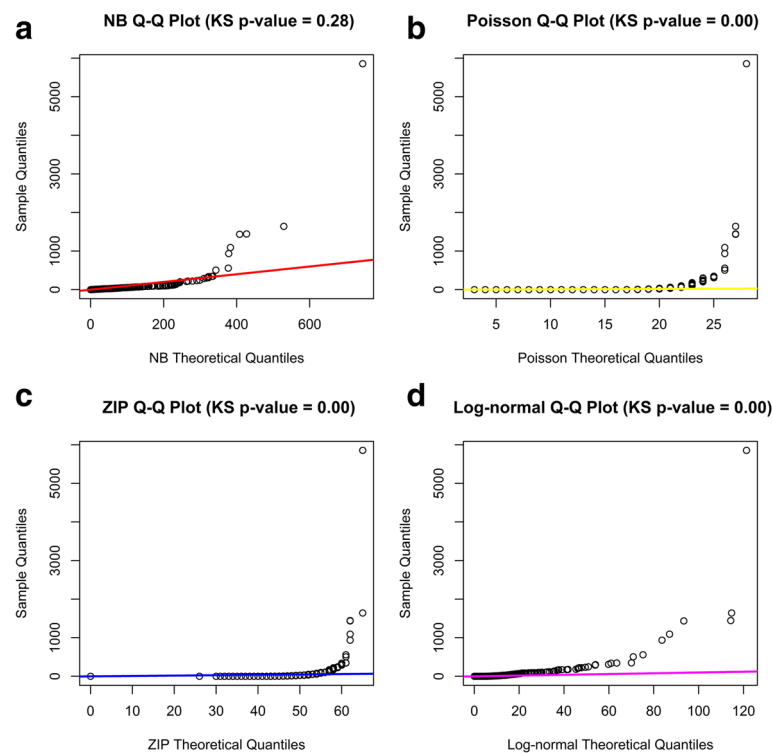 a
NB Q-Q Plot (KS p-value = 0.28)
Sample Quantiles
0
1000
3000
5000
0 200 400 600
NB Theoretical Quantiles
b
Poisson Q-Q Plot (KS p-value = 0.00)
Sample Quantiles
0
1000
3000
5000
5 10 15 20 25
Poisson Theoretical Quantiles
c
ZIP Q-Q Plot (KS p-value = 0.00)
Sample Quantiles
0
1000
3000
5000
0 10 20 30 40 50 60
ZIP Theoretical Quantiles
d
Log-normal Q-Q Plot (KS p-value = 0.00)
Sample Quantiles
0
1000
3000
5000
0 20 40 60 80 100 120
Log-normal Theoretical Quantiles